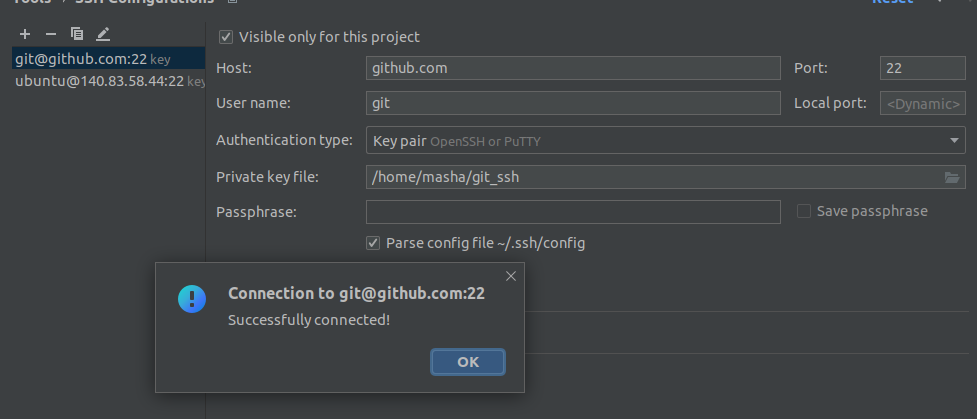 Tools › SSH Configurations
Reset
git@github.com:22 key
ubuntu@140.83.58.44:22 key
Visible only for this project
Host: github.com Port: 22
User name: git Local port: <Dynamic>
Authentication type: Key pair OpenSSH or PuTTY
Private key file: /home/masha/git_ssh
Passphrase: Save passphrase
Parse config file ~/.ssh/config
Connection to git@github.com:22
Successfully connected!
OK